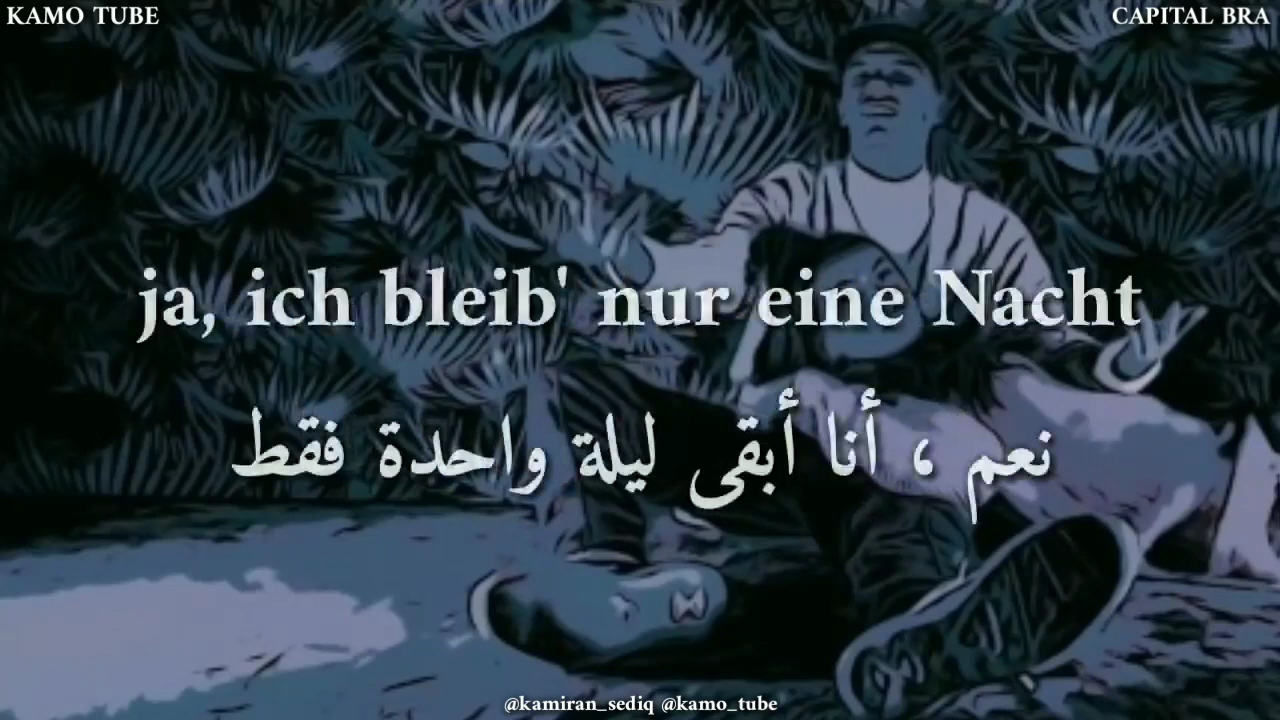 KAMO TUBE
CAPITAL BRA
ja, ich bleib' nur eine Nacht
نعم ، أنا أبقى ليلة واحدة فقط
@kamiran_sediq @kamo_tube